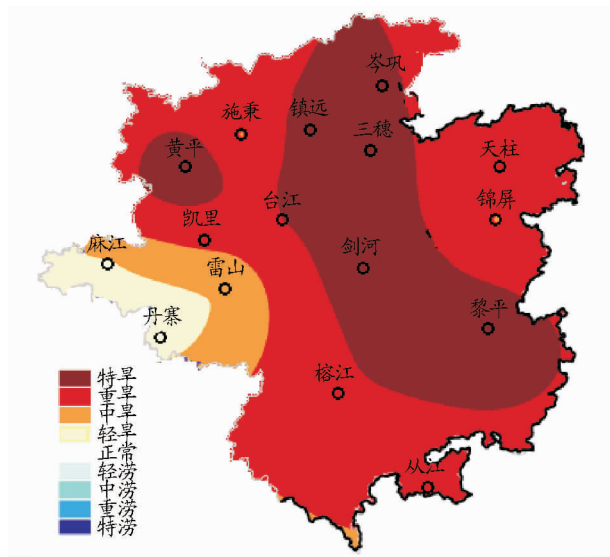 岑巩
施秉
镇远
三穗
黄平
天柱
台江
锦屏
凯里
麻江
剑河
雷山
丹寨
黎平
榕江
从江
特旱
重旱
中旱
轻旱
正常
轻涝
中涝
重涝
特涝